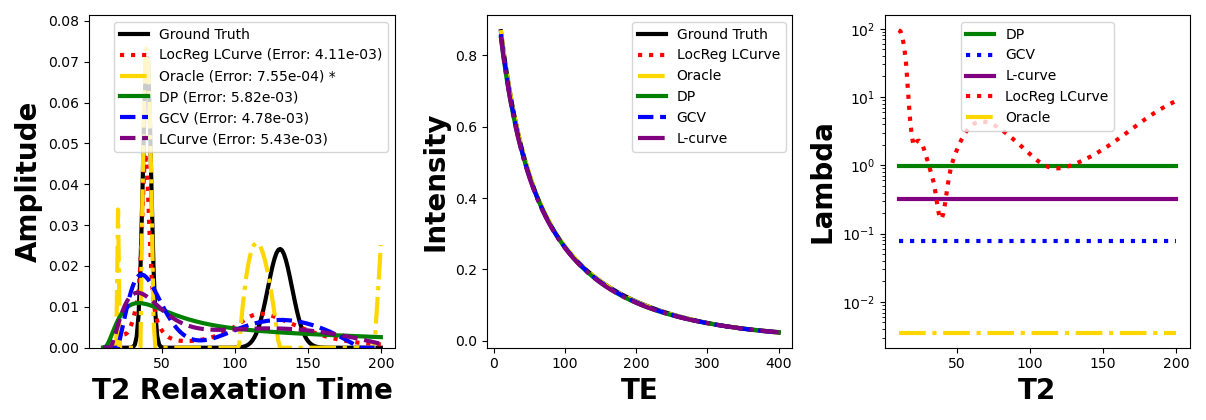 0.08
0.07
0.06
0.05
0.04
0.03
0.02
0.01
0.00
50
100
150
200
Amplitude
T2 Relaxation Time
Ground Truth
LocReg LCurve (Error: 4.11e-03)
Oracle (Error: 7.55e-04) *
DP (Error: 5.82e-03)
GCV (Error: 4.78e-03)
LCurve (Error: 5.43e-03)
0.8
0.6
0.4
0.2
0.0
0
100
200
300
400
Intensity
TE
Ground Truth
LocReg LCurve
Oracle
DP
GCV
L-curve
10²
10¹
10⁰
10⁻¹
10⁻²
50
100
150
200
Lambda
T2
DP
GCV
L-curve
LocReg LCurve
Oracle